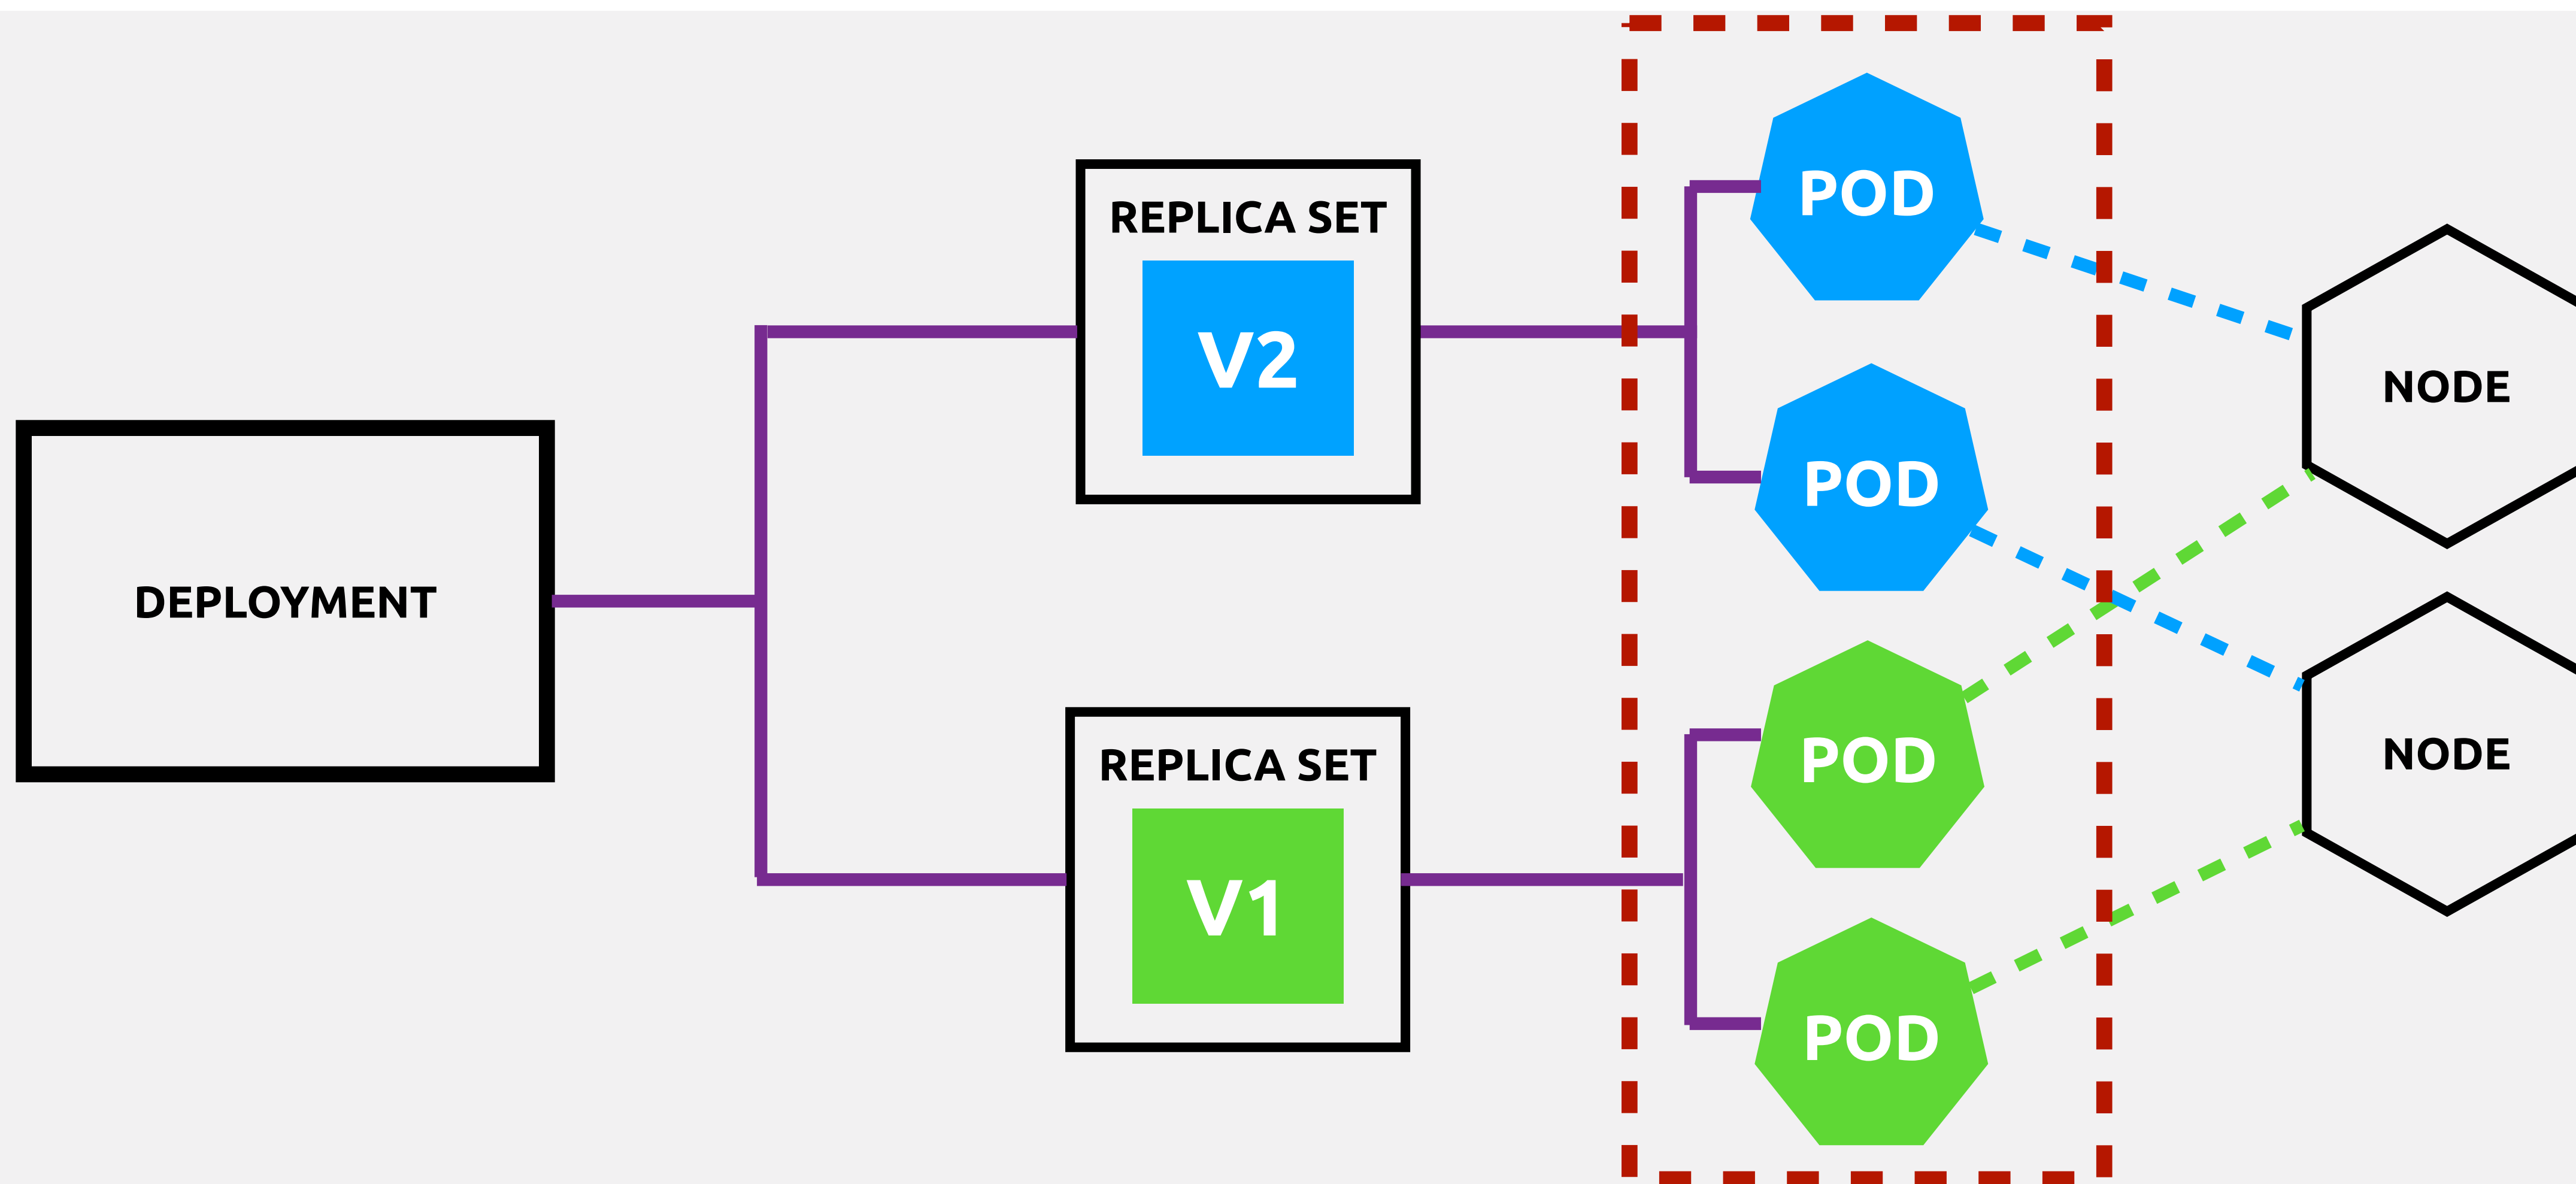 DEPLOYMENT
REPLICA SET
V2
REPLICA SET
V1
POD
POD
POD
POD
NODE
NODE